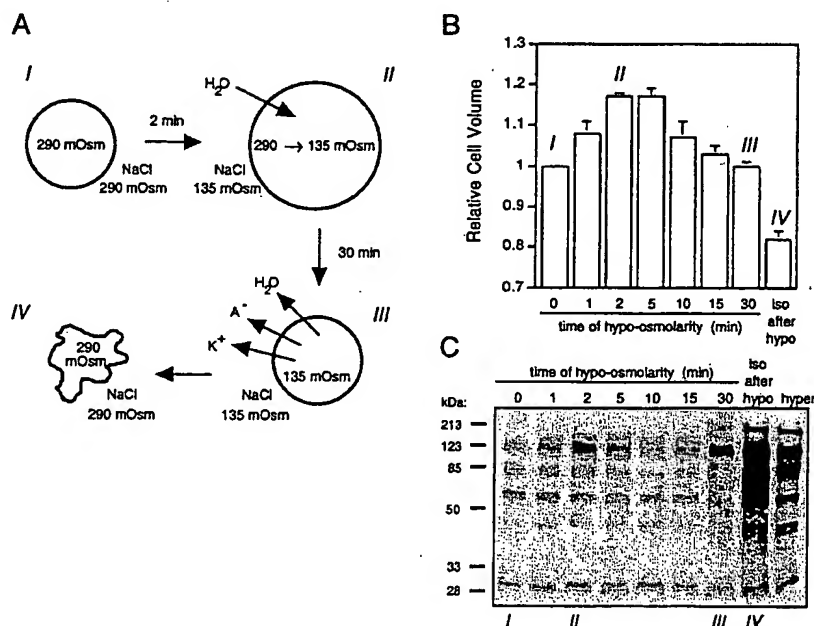 A
I
290 mOsm
NaCl
290 mOsm
2 min
H2O
II
290 → 135 mOsm
NaCl
135 mOsm
30 min
H2O
A-
K+
III
135 mOsm
NaCl
135 mOsm
IV
290
mOsm
NaCl
290 mOsm
B
Relative Cell Volume
1.3
1.2
1.1
1.0
0.9
0.8
0.7
I
II
III
IV
0 1 2 5 10 15 30
time of hypo-osmolarity (min)
iso
after
hypo
C
time of hypo-osmolarity (min)
iso
after
hypo
hyper
kDa:
0 1 2 5 10 15 30
213
123
85
50
33
28
I II III IV